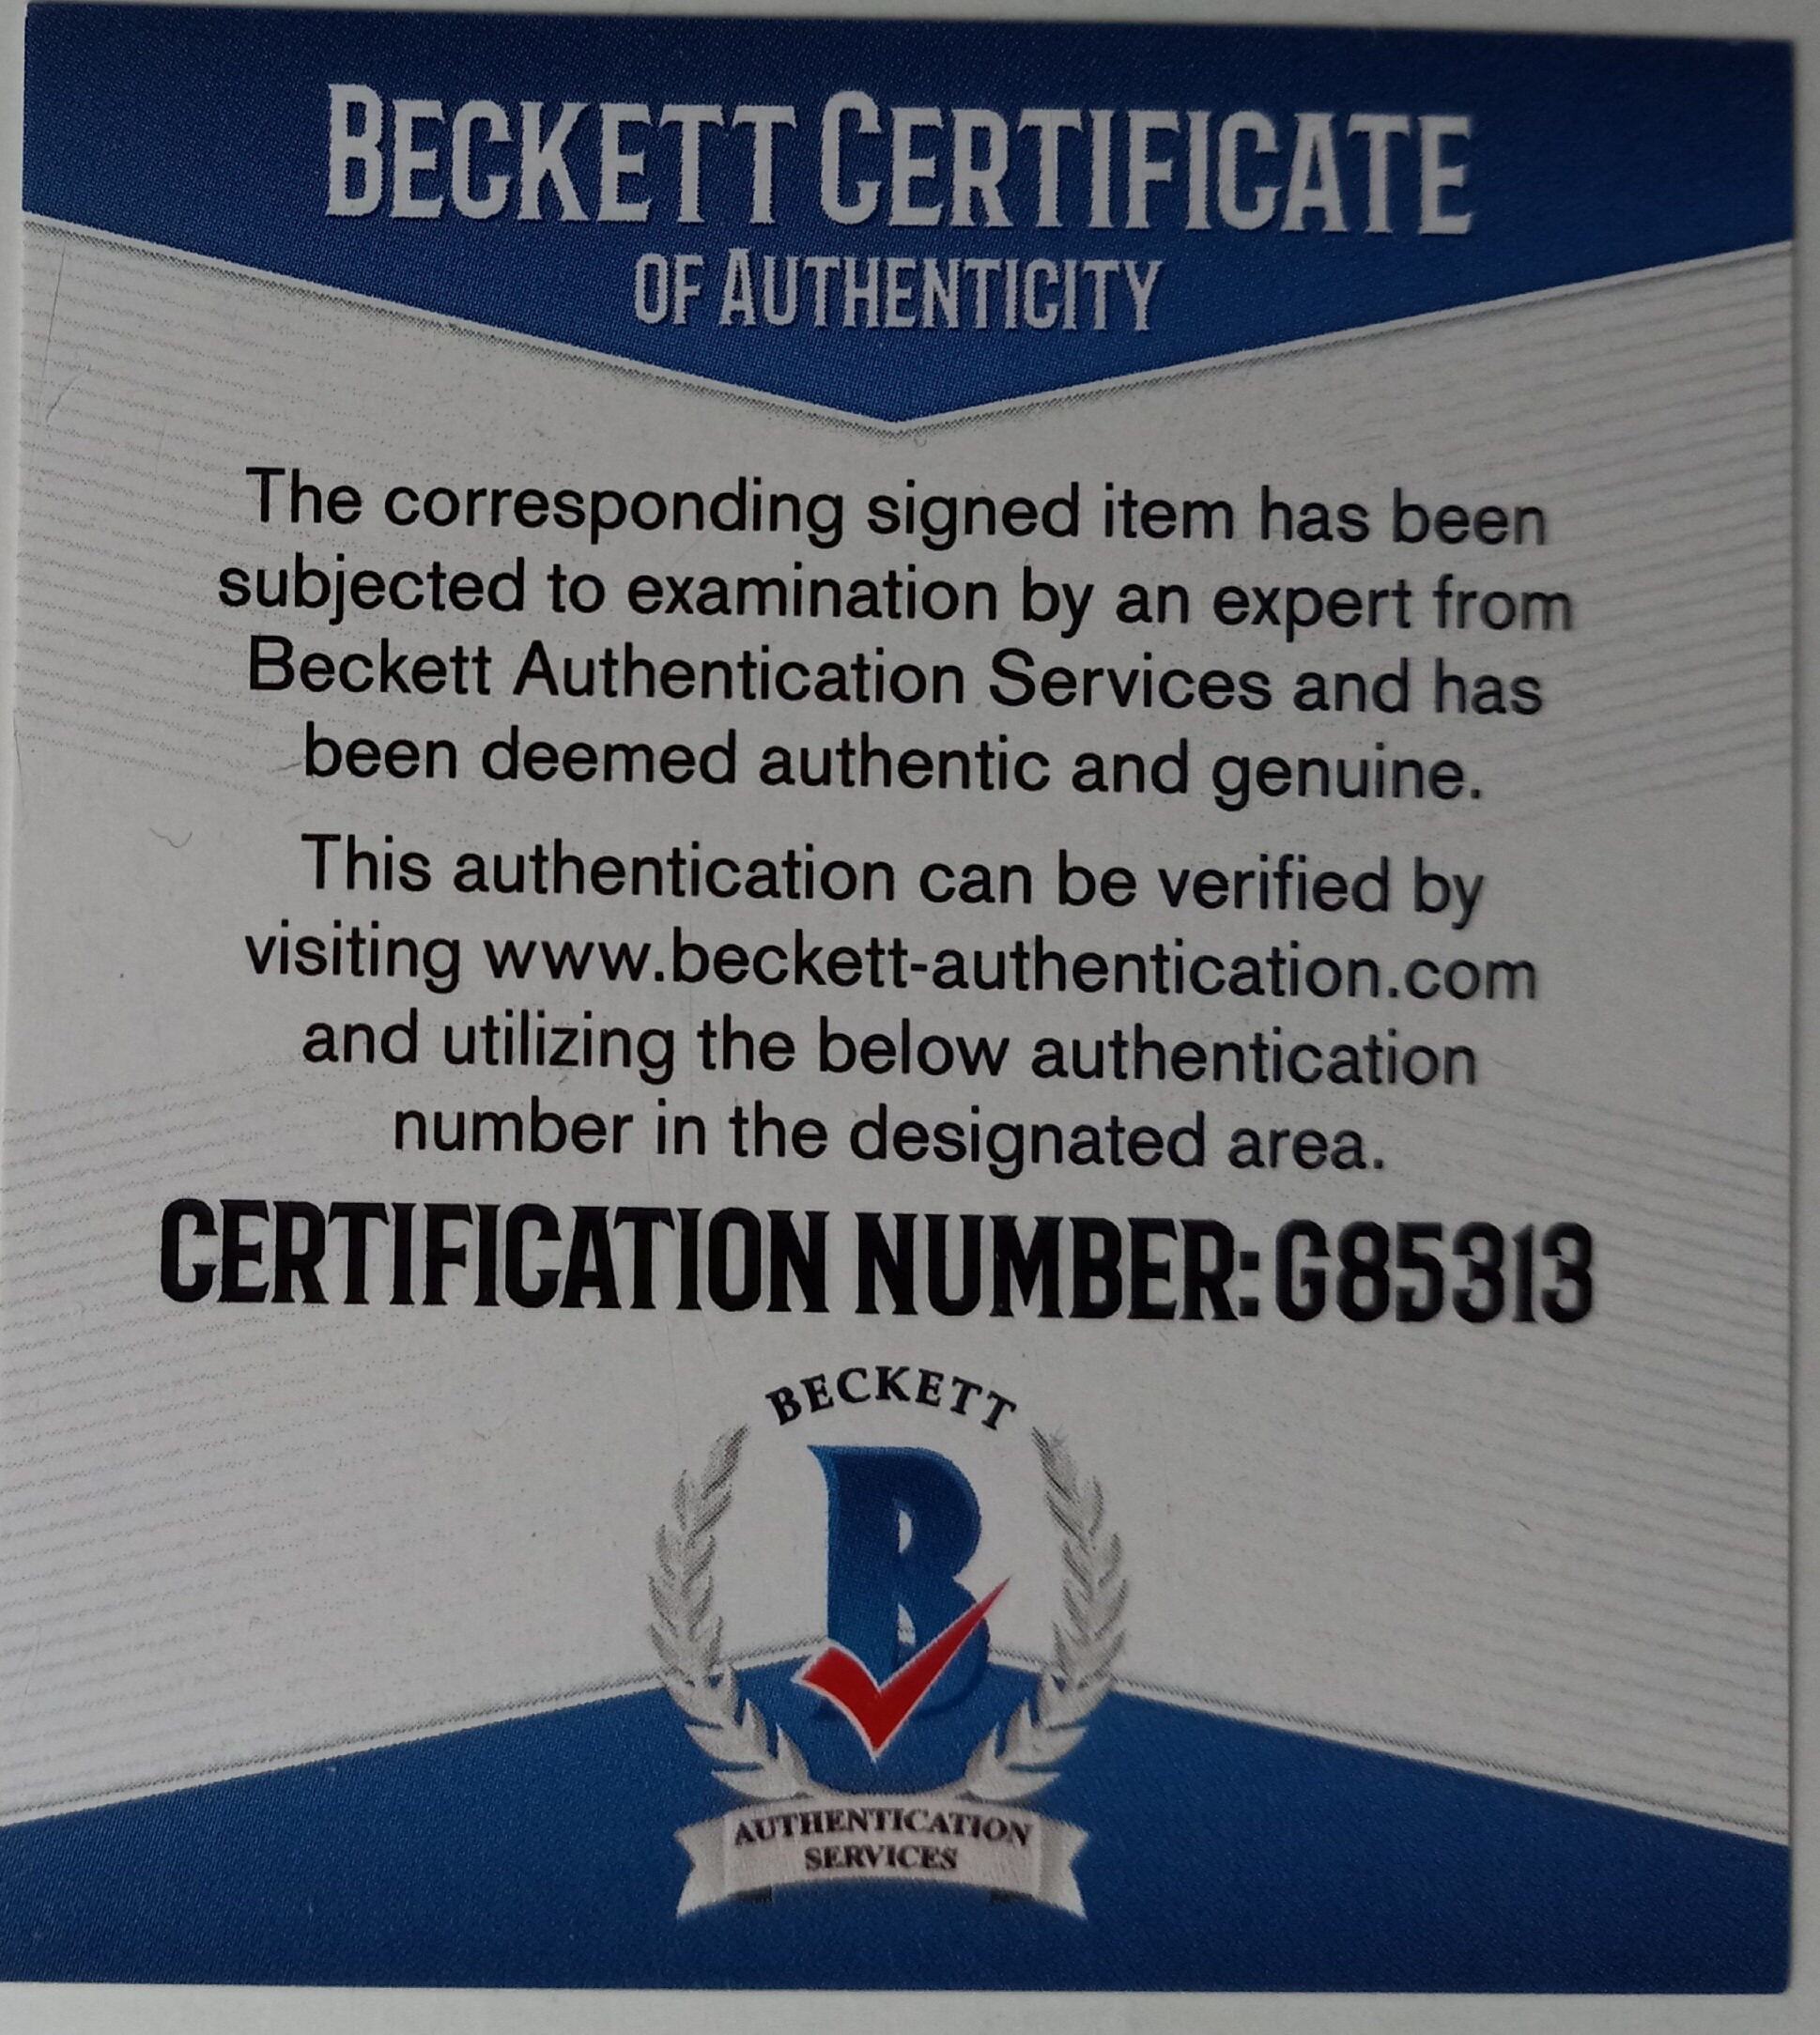 BECKETT CERTIFICATE
OF AUTHENTICITY
The corresponding signed item has been
subjected to examination by an expert from
Beckett Authentication Services and has
been deemed authentic and genuine.
This authentication can be verified by
visiting www.beckett-authentication.com
and utilizing the below authentication
number in the designated area.
CERTIFICATION NUMBER: G85313
BECKETT
B
AUTHENTICATION
SERVICES